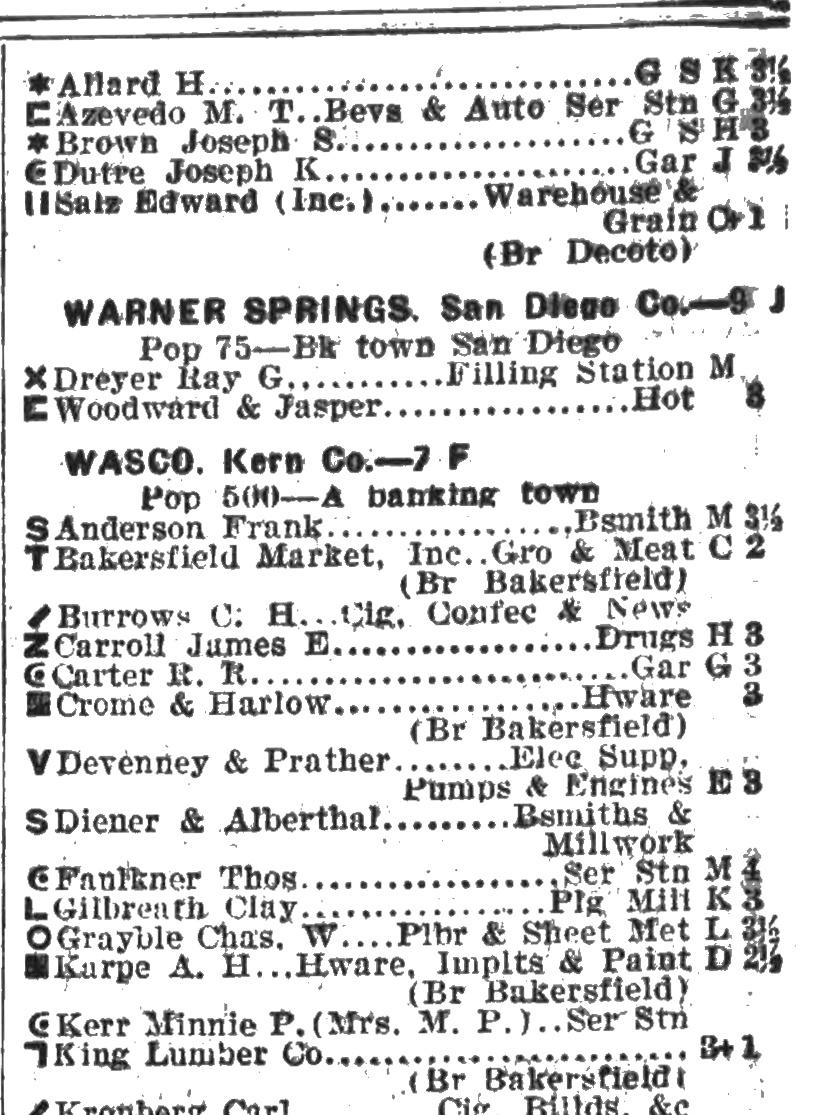 Allard H..............................G S K 3½
Azevedo M. T..Bevs & Auto Ser Stn G 3½
Brown Joseph S....................G S H 3
Dutre Joseph K......................Gar J 3½
Salz Edward (Inc.).......Warehouse &
Grain G+1
(Br Decoto)
WARNER SPRINGS. San Diego Co.—9 J
Pop 75—Bk town San Diego
Dreyer Ray G...........Filling Station M
Woodward & Jasper.................Hot 3
WASCO. Kern Co.—7 F
Pop 500—A banking town
S Anderson Frank.................Bsmith M 3½
T Bakersfield Market, Inc..Gro & Meat C 2
(Br Bakersfield)
Burrows C. H...Cig, Confec & News
Z Carroll James E..................Drugs H 3
Carter R. R..........................Gar G 3
Crome & Harlow................Hware 3
(Br Bakersfield)
V Devenney & Prather........Elec Supp,
Pumps & Engines E 3
S Diener & Alberthal.........Bsmiths &
Millwork
Faulkner Thos..................Ser Stn M 4
L Gilbreath Clay.................Plg Mill K 3
O Grayble Chas. W....Plbr & Sheet Met L 3½
Karpe A. H...Hware, Implts & Paint D 2½
(Br Bakersfield)
Kerr Minnie P. (Mrs. M. P.)..Ser Stn
King Lumber Co......................... 3+1
(Br Bakersfield)
Kronberg Carl Cig, Billds, &c